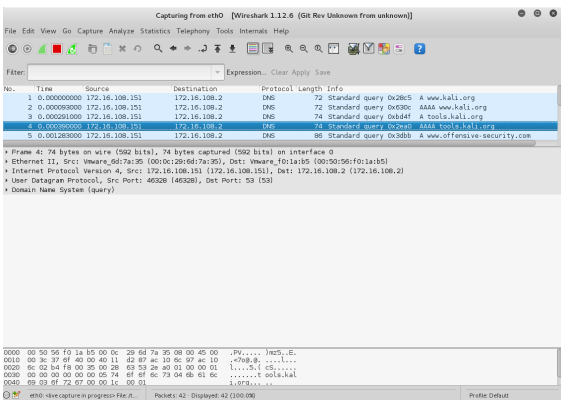 Capturing from eth0 [Wireshark 1.12.6 (Git Rev Unknown from unknown)]
File Edit View Go Capture Analyze Statistics Telephony Tools Internals Help
Filter: Expression... Clear Apply Save
No. Time Source Destination Protocol Length Info
1 0.000000000 172.16.108.151 172.16.108.2 DNS 72 Standard query 0x28c5 A www.kali.org
2 0.000093000 172.16.108.151 172.16.108.2 DNS 72 Standard query 0x630c AAAA www.kali.org
3 0.000291000 172.16.108.151 172.16.108.2 DNS 74 Standard query 0xbd4f A tools.kali.org
4 0.000390000 172.16.108.151 172.16.108.2 DNS 74 Standard query 0x2ea0 AAAA tools.kali.org
5 0.001283000 172.16.108.151 172.16.108.2 DNS 86 Standard query 0x3dbb A www.offensive-security.com
Frame 4: 74 bytes on wire (592 bits), 74 bytes captured (592 bits) on interface 0
Ethernet II, Src: Vmware_6d:7a:35 (00:0c:29:6d:7a:35), Dst: Vmware_f0:1a:b5 (00:50:56:f0:1a:b5)
Internet Protocol Version 4, Src: 172.16.108.151 (172.16.108.151), Dst: 172.16.108.2 (172.16.108.2)
User Datagram Protocol, Src Port: 46328 (46328), Dst Port: 53 (53)
Domain Name System (query)
0000 00 50 56 f0 1a b5 00 0c 29 6d 7a 35 08 00 45 00 .PV..... )mz5..E.
0010 00 3c 37 6f 40 00 40 11 d2 87 ac 10 6c 97 ac 10 .<7o@.@. ....l...
0020 6c 02 b4 f8 00 35 00 28 63 53 2e a0 01 00 00 01 l....5.( cS......
0030 00 00 00 00 00 00 05 74 6f 6f 6c 73 04 6b 61 6c .......t ools.kal
0040 69 03 6f 72 67 00 00 1c 00 01 i.org... ..
eth0: <live capture in progress> File: /t... Packets: 42 · Displayed: 42 (100.0%) Profile: Default